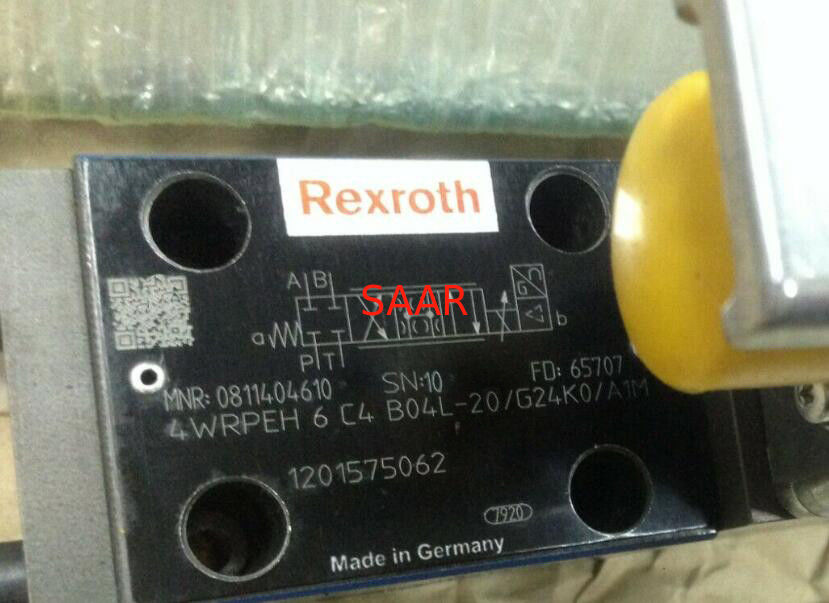 Rexroth
A B
SAAR
a
G
b
P T
MNR: 0811404610 SN:10 FD: 65707
4WRPEH 6 C4 B04L-20/G24K0/A1M
1201575062
7920
Made in Germany